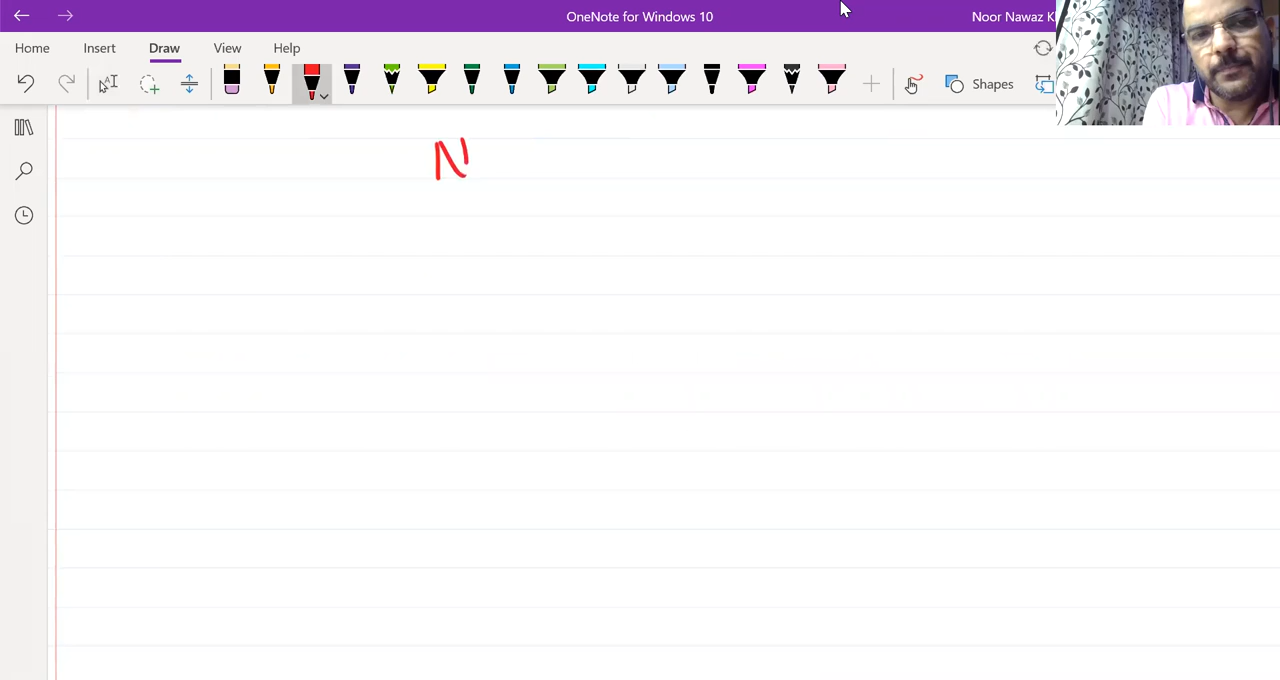 OneNote for Windows 10
Noor Nawaz K
Home Insert Draw View Help
Shapes
N